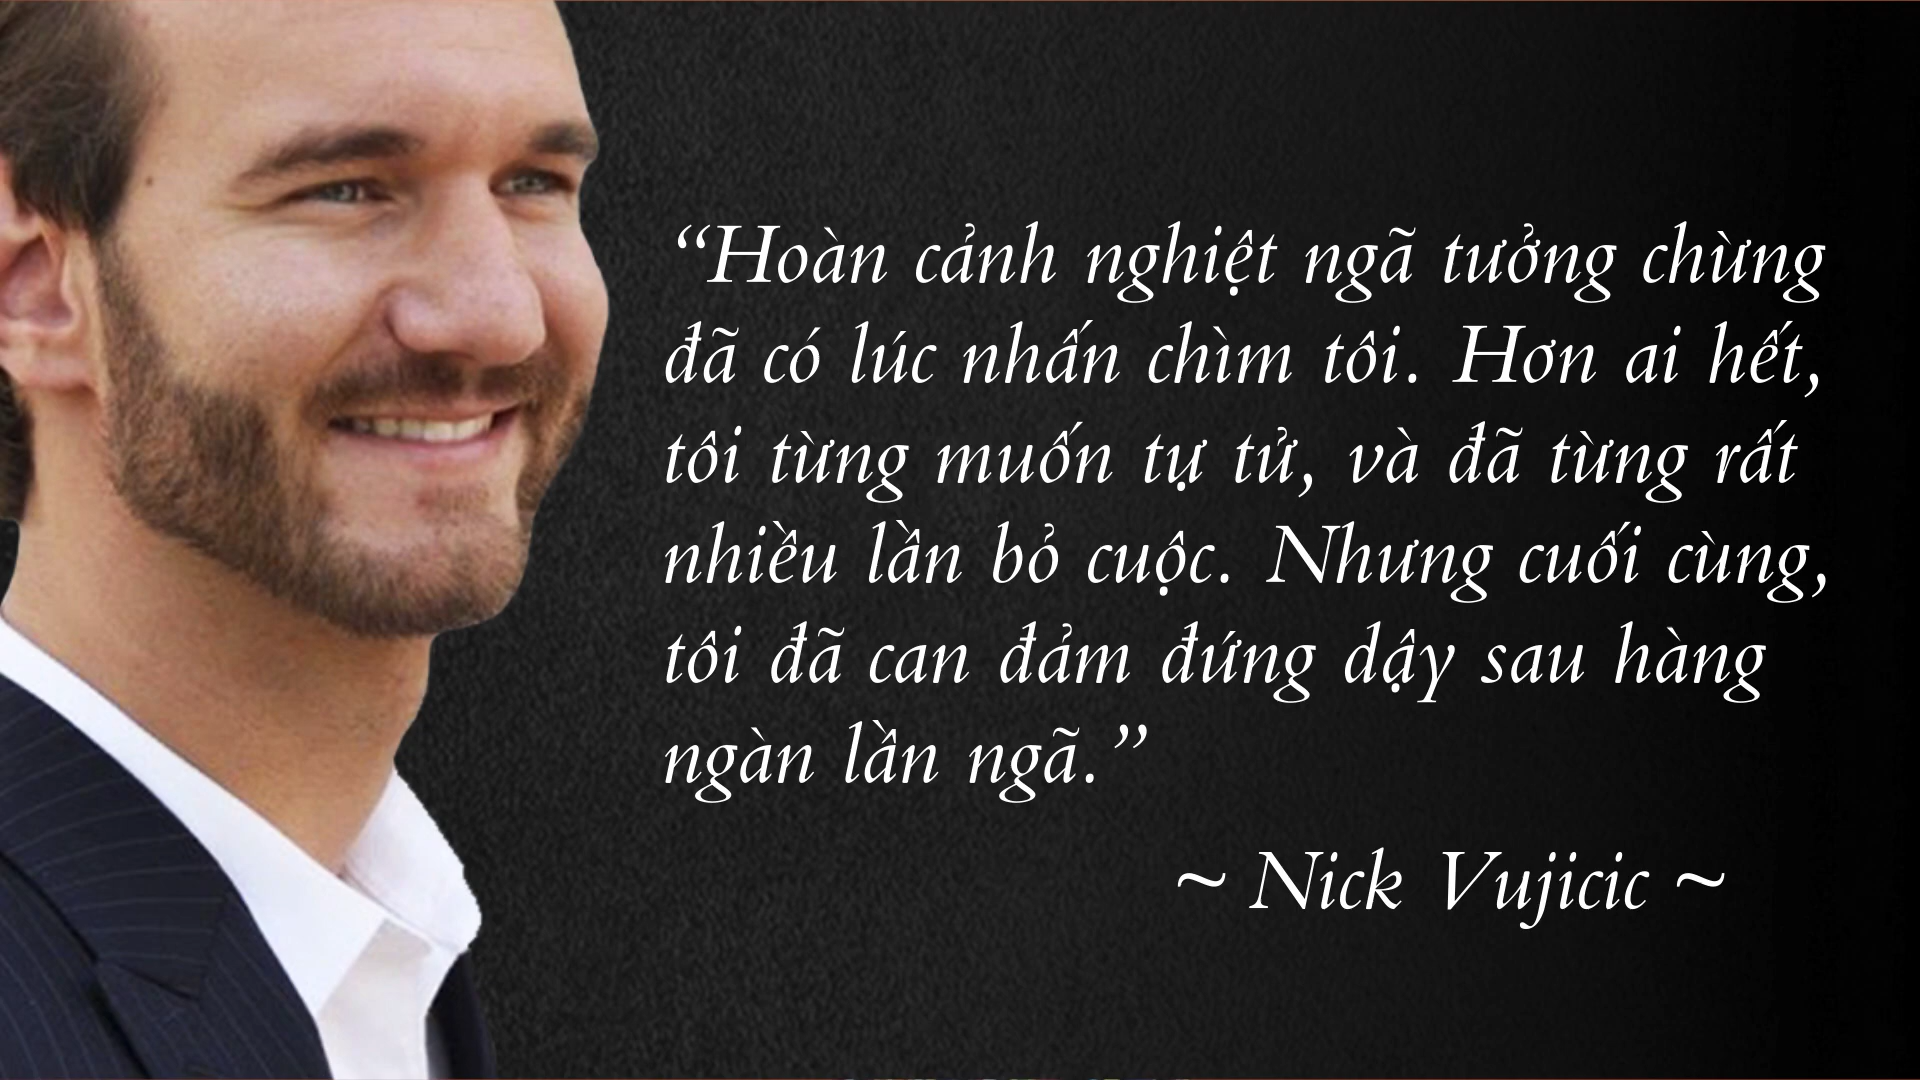 “Hoàn cảnh nghiệt ngã tưởng chừng
đã có lúc nhấn chìm tôi. Hơn ai hết,
tôi từng muốn tự tử, và đã từng rất
nhiều lần bỏ cuộc. Nhưng cuối cùng,
tôi đã can đảm đứng dậy sau hàng
ngàn lần ngã.”
~ Nick Vujicic ~